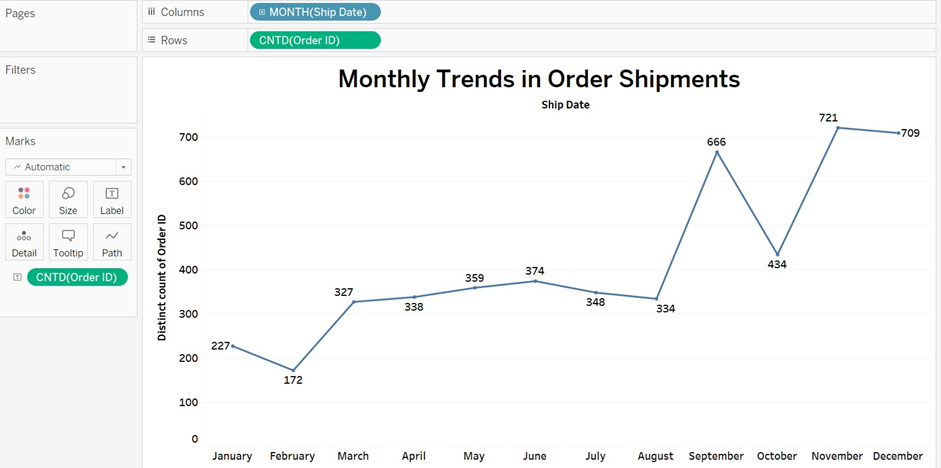 Pages
Columns
MONTH(Ship Date)
Rows
CNTD(Order ID)
Filters
Marks
Automatic
Color
Size
Label
Detail
Tooltip
Path
CNTD(Order ID)
Monthly Trends in Order Shipments
Ship Date
Distinct count of Order ID
700
600
500
400
300
200
100
0
227
172
327
338
359
374
348
334
666
434
721
709
January
February
March
April
May
June
July
August
September
October
November
December